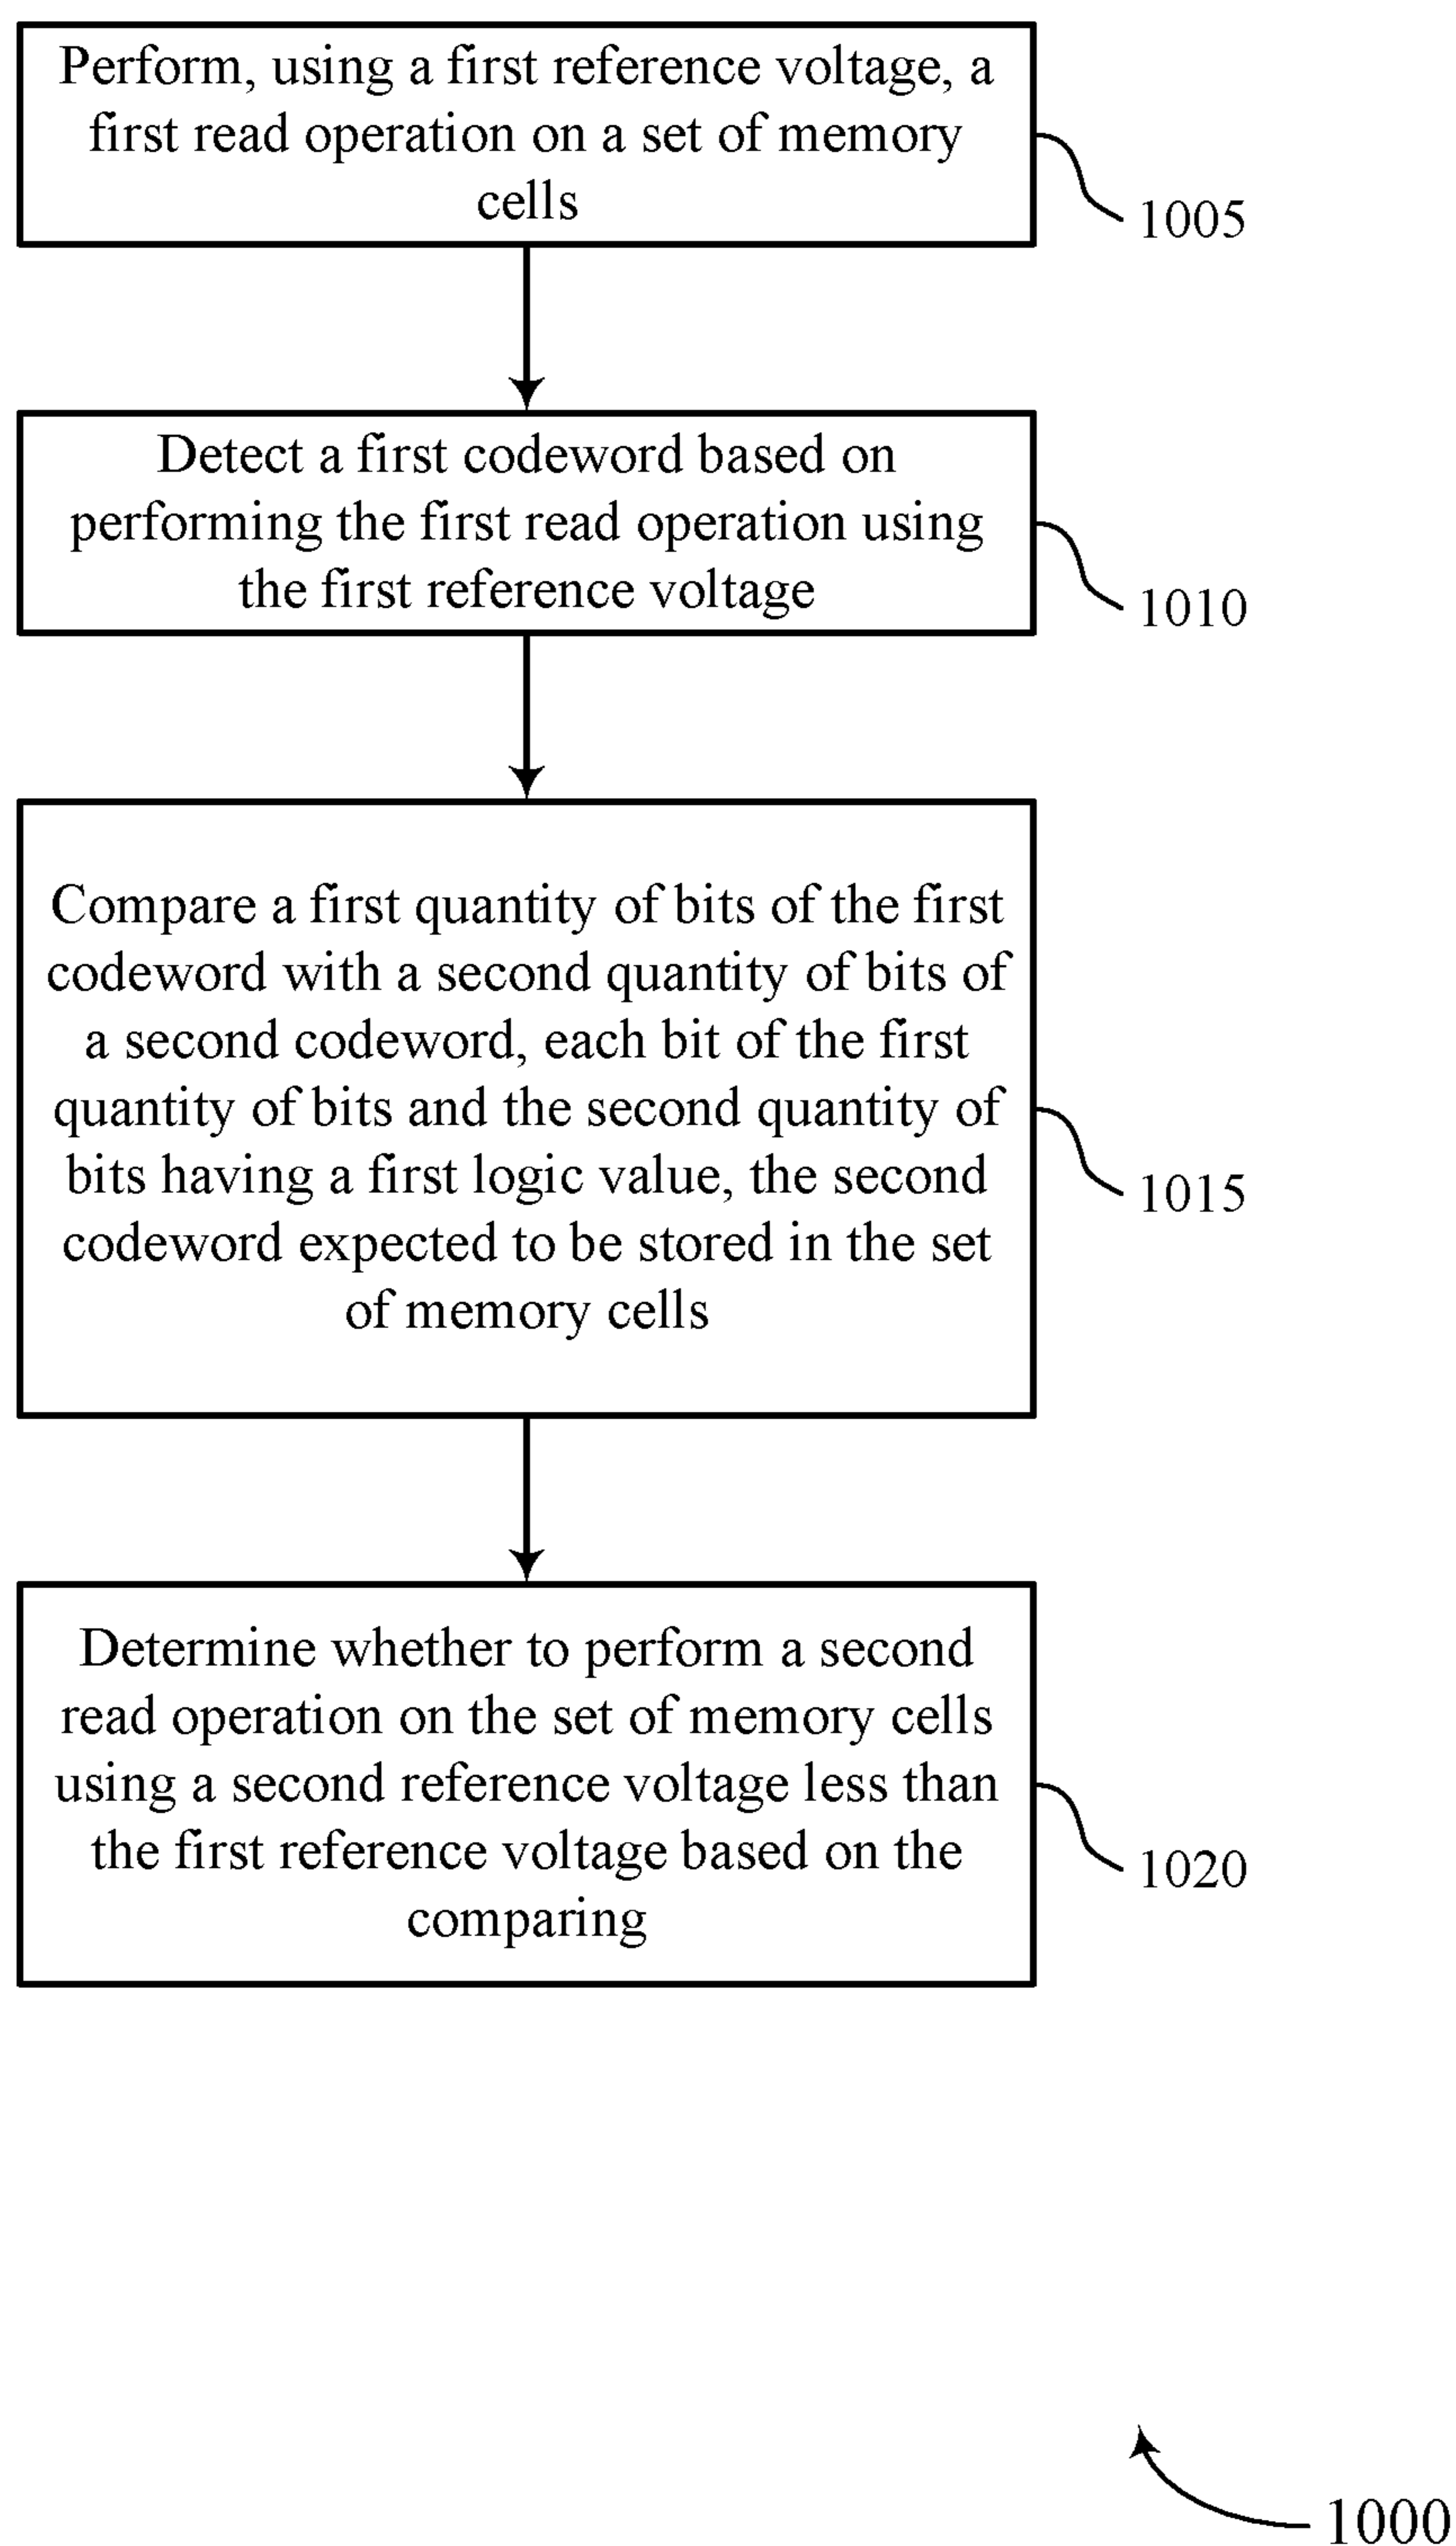 Perform, using a first reference voltage, a
first read operation on a set of memory
cells
1005
Detect a first codeword based on
performing the first read operation using
the first reference voltage
1010
Compare a first quantity of bits of the first
codeword with a second quantity of bits of
a second codeword, each bit of the first
quantity of bits and the second quantity of
bits having a first logic value, the second
codeword expected to be stored in the set
of memory cells
1015
Determine whether to perform a second
read operation on the set of memory cells
using a second reference voltage less than
the first reference voltage based on the
comparing
1020
1000